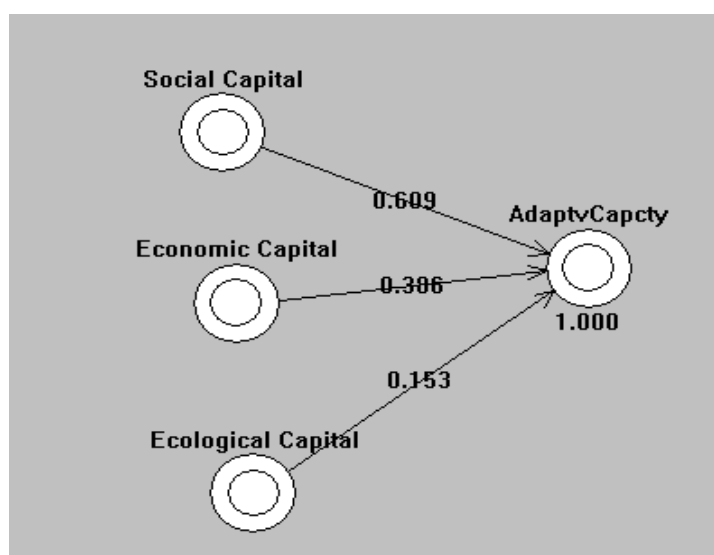 Social Capital
0.609
AdaptvCapcty
Economic Capital
0.386
1.000
0.153
Ecological Capital